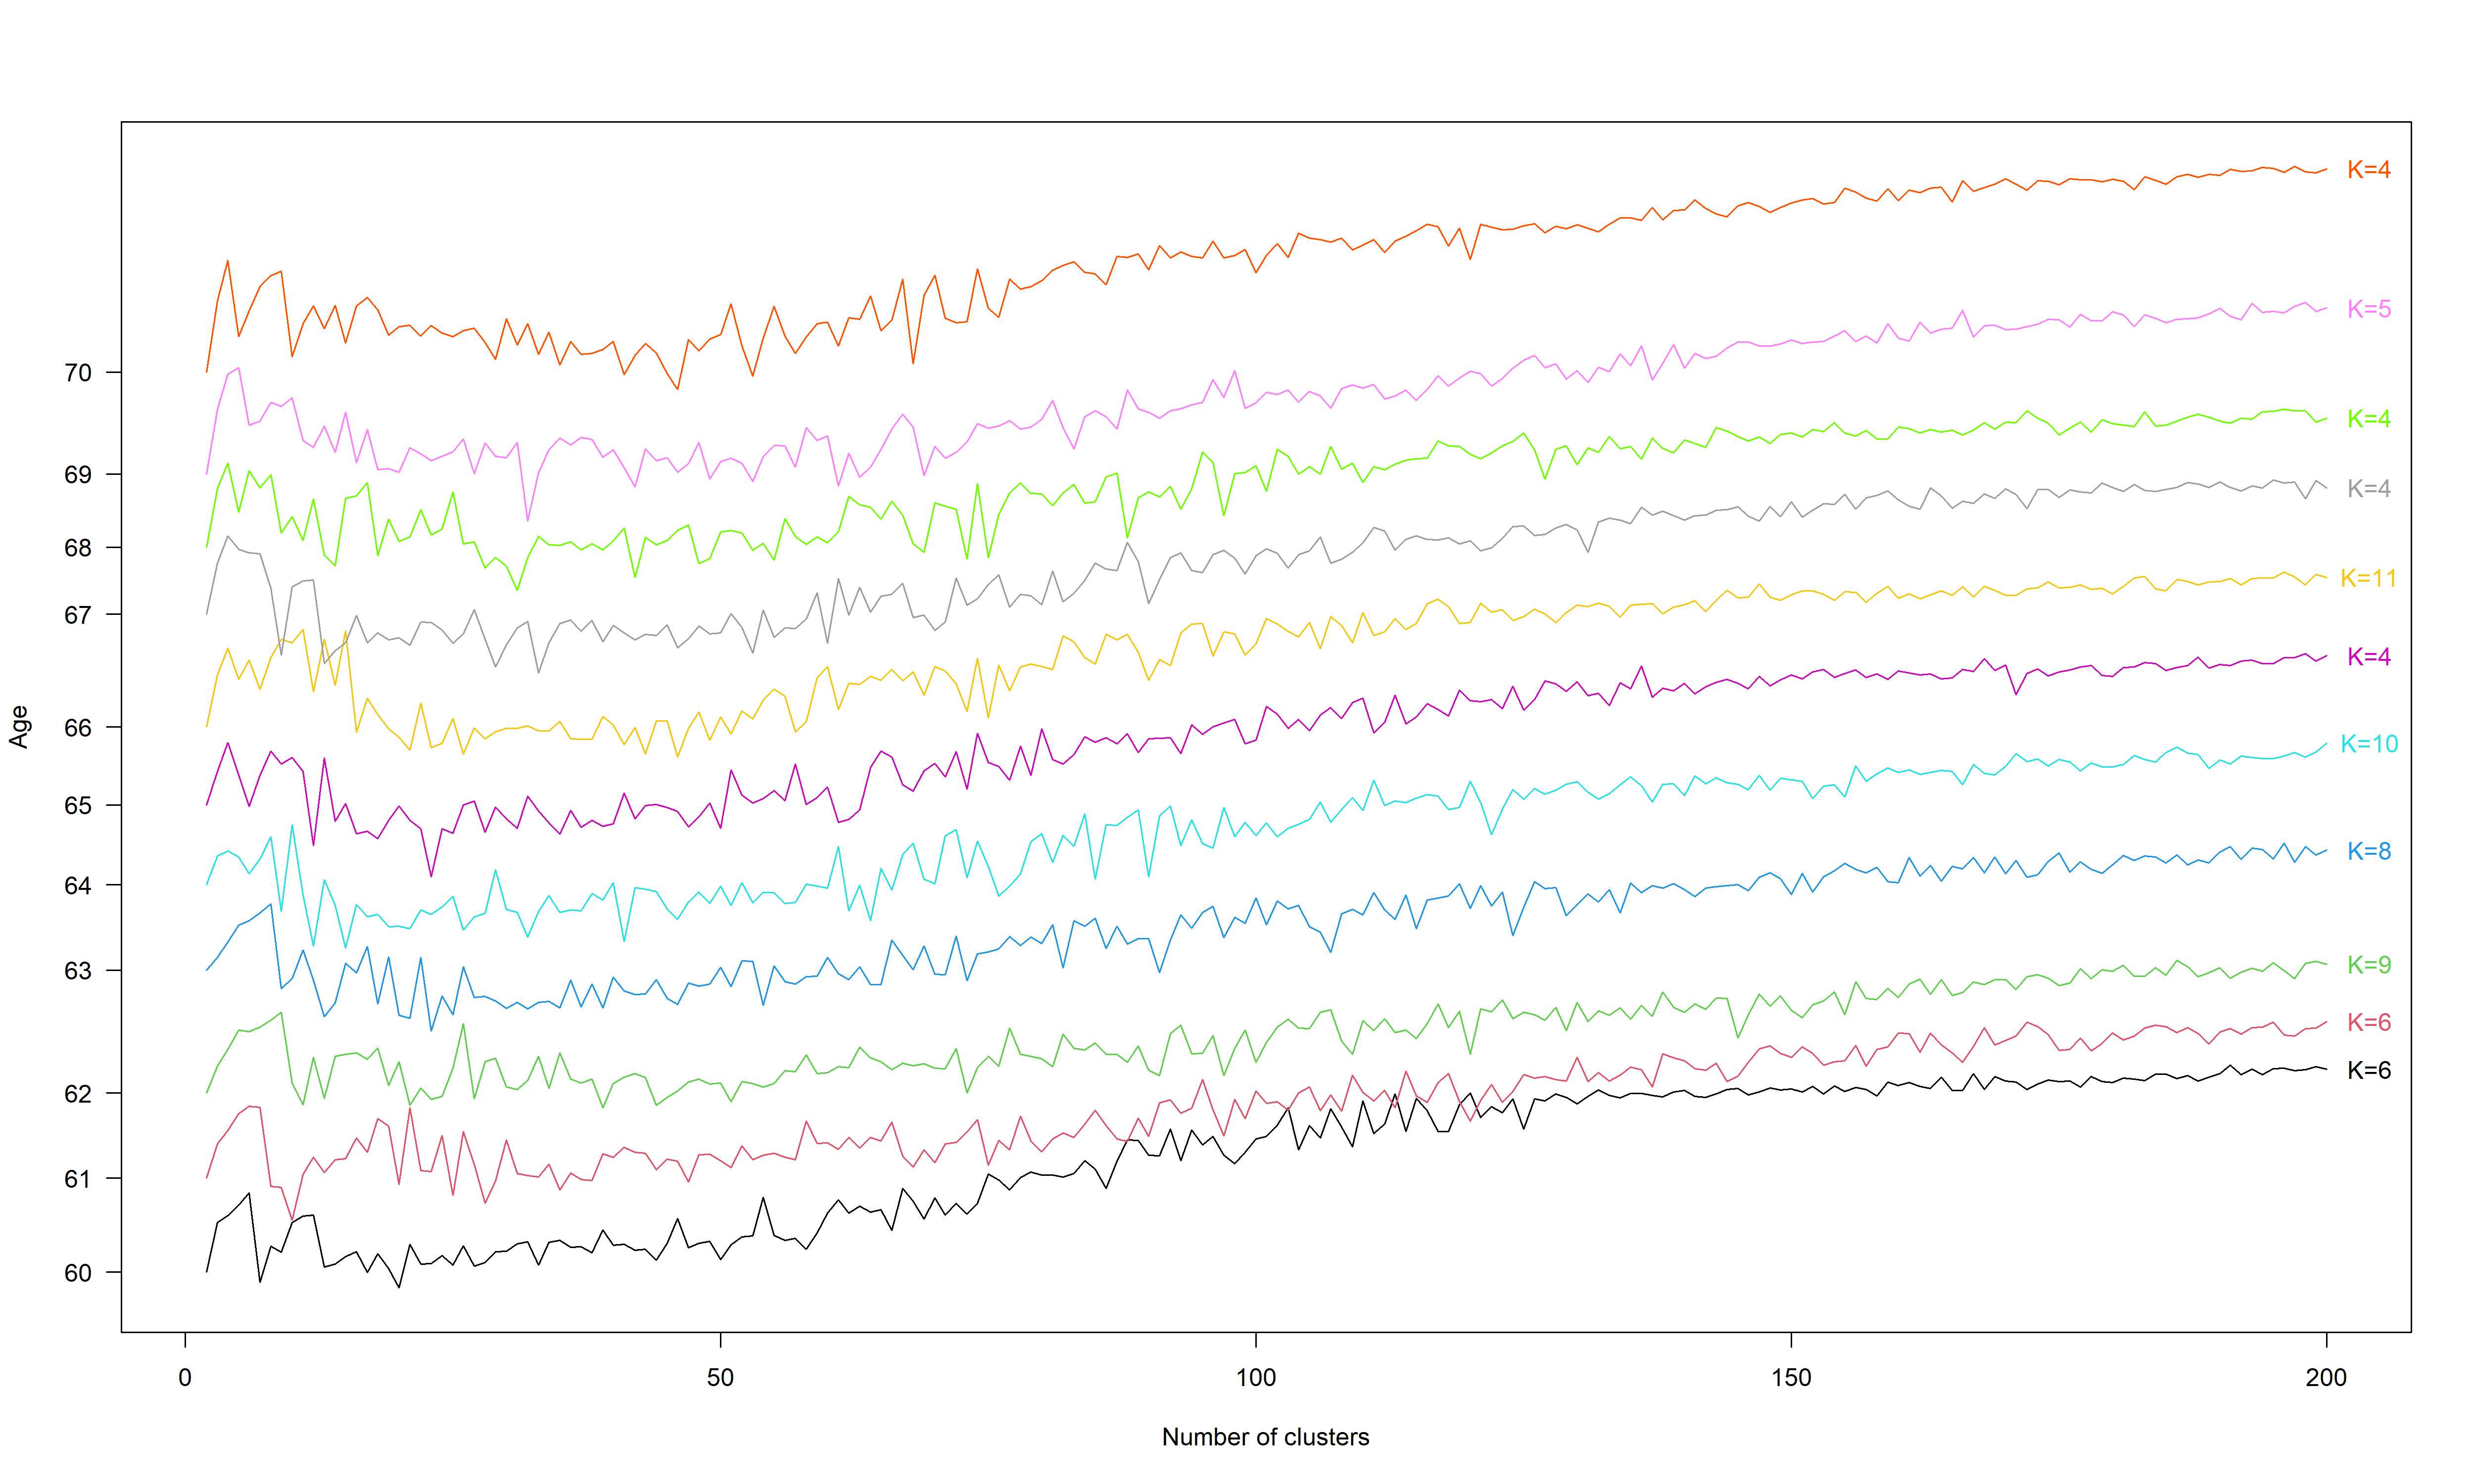 K=4
K=5
70
K=4
69
K=4
68
K=11
67
K=4
Age
66
K=10
65
K=8
64
K=9
63
K=6
62
K=6
61
60
0 50 100 150 200
Number of clusters